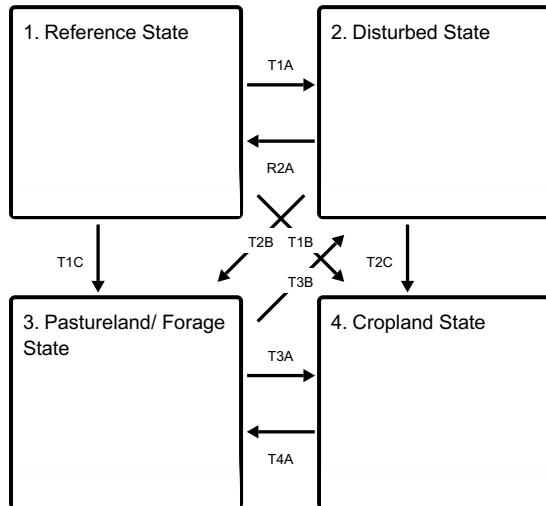 1. Reference State
2. Disturbed State
T1A
R2A
T2B
T1B
T1C
T2C
T3B
3. Pastureland/ Forage
State
4. Cropland State
T3A
T4A